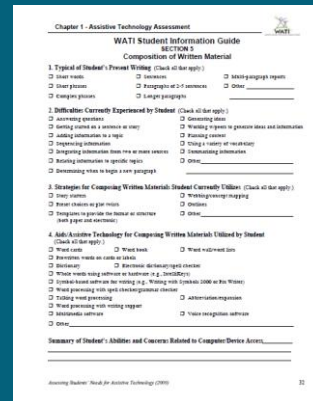 Chapter 1 - Assistive Technology Assessment
WATI
WATI Student Information Guide
SECTION 5
Composition of Written Material
1. Typical of Student's Present Writing (Check all that apply.)
❑ Short words ❑ Sentences ❑ Multi-paragraph reports
❑ Short phrases ❑ Paragraphs of 2-5 sentences ❑ Other
❑ Complex phrases ❑ Longer paragraphs
2. Difficulties Currently Experienced by Student (Check all that apply.)
❑ Answering questions ❑ Generating ideas
❑ Getting started on a sentence or story ❑ Working w/peers to generate ideas and information
❑ Adding information to a topic ❑ Planning content
❑ Sequencing information ❑ Using a variety of vocabulary
❑ Integrating information from two or more sources ❑ Summarizing information
❑ Relating information to specific topics ❑ Other
❑ Determining when to begin a new paragraph
3. Strategies for Composing Written Materials Student Currently Utilizes (Check all that apply.)
❑ Story starters ❑ Webbing/concept mapping
❑ Preset choices or plot twists ❑ Outlines
❑ Templates to provide the format or structure ❑ Other
(both paper and electronic)
4. Aids/Assistive Technology for Composing Written Materials Utilized by Student
(Check all that apply.)
❑ Word cards ❑ Word book ❑ Word wall/word lists
❑ Prewritten words on cards or labels
❑ Dictionary ❑ Electronic dictionary/spell checker
❑ Whole words using software or hardware (e.g., IntelliKeys)
❑ Symbol-based software for writing (e.g., Writing with Symbols 2000 or Pix Writer)
❑ Word processing with spell checker/grammar checker
❑ Talking word processing ❑ Abbreviation/expansion
❑ Word processing with writing support
❑ Multimedia software ❑ Voice recognition software
❑ Other
Summary of Student's Abilities and Concerns Related to Computer/Device Access
Assessing Students' Needs for Assistive Technology (2009)